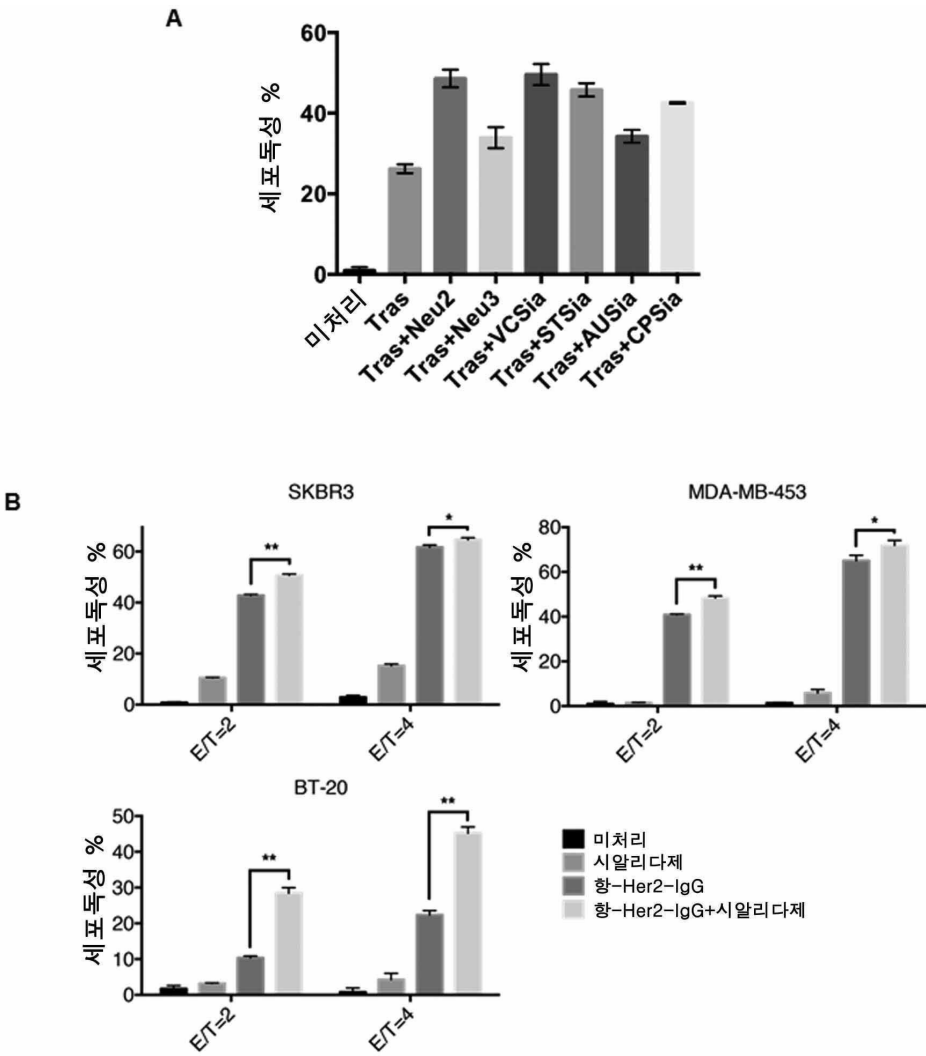 A
세포독성 %
60
40
20
0
미처리
Tras
Tras+Neu2
Tras+Neu3
Tras+VCSia
Tras+STSia
Tras+AUSia
Tras+CPSia
B
SKBR3
세포독성 %
60
40
20
0
**
*
E/T=2
E/T=4
MDA-MB-453
세포독성 %
80
60
40
20
0
**
*
E/T=2
E/T=4
BT-20
세포독성 %
50
40
30
20
10
0
**
**
E/T=2
E/T=4
미처리
시알리다제
항-Her2-IgG
항-Her2-IgG+시알리다제